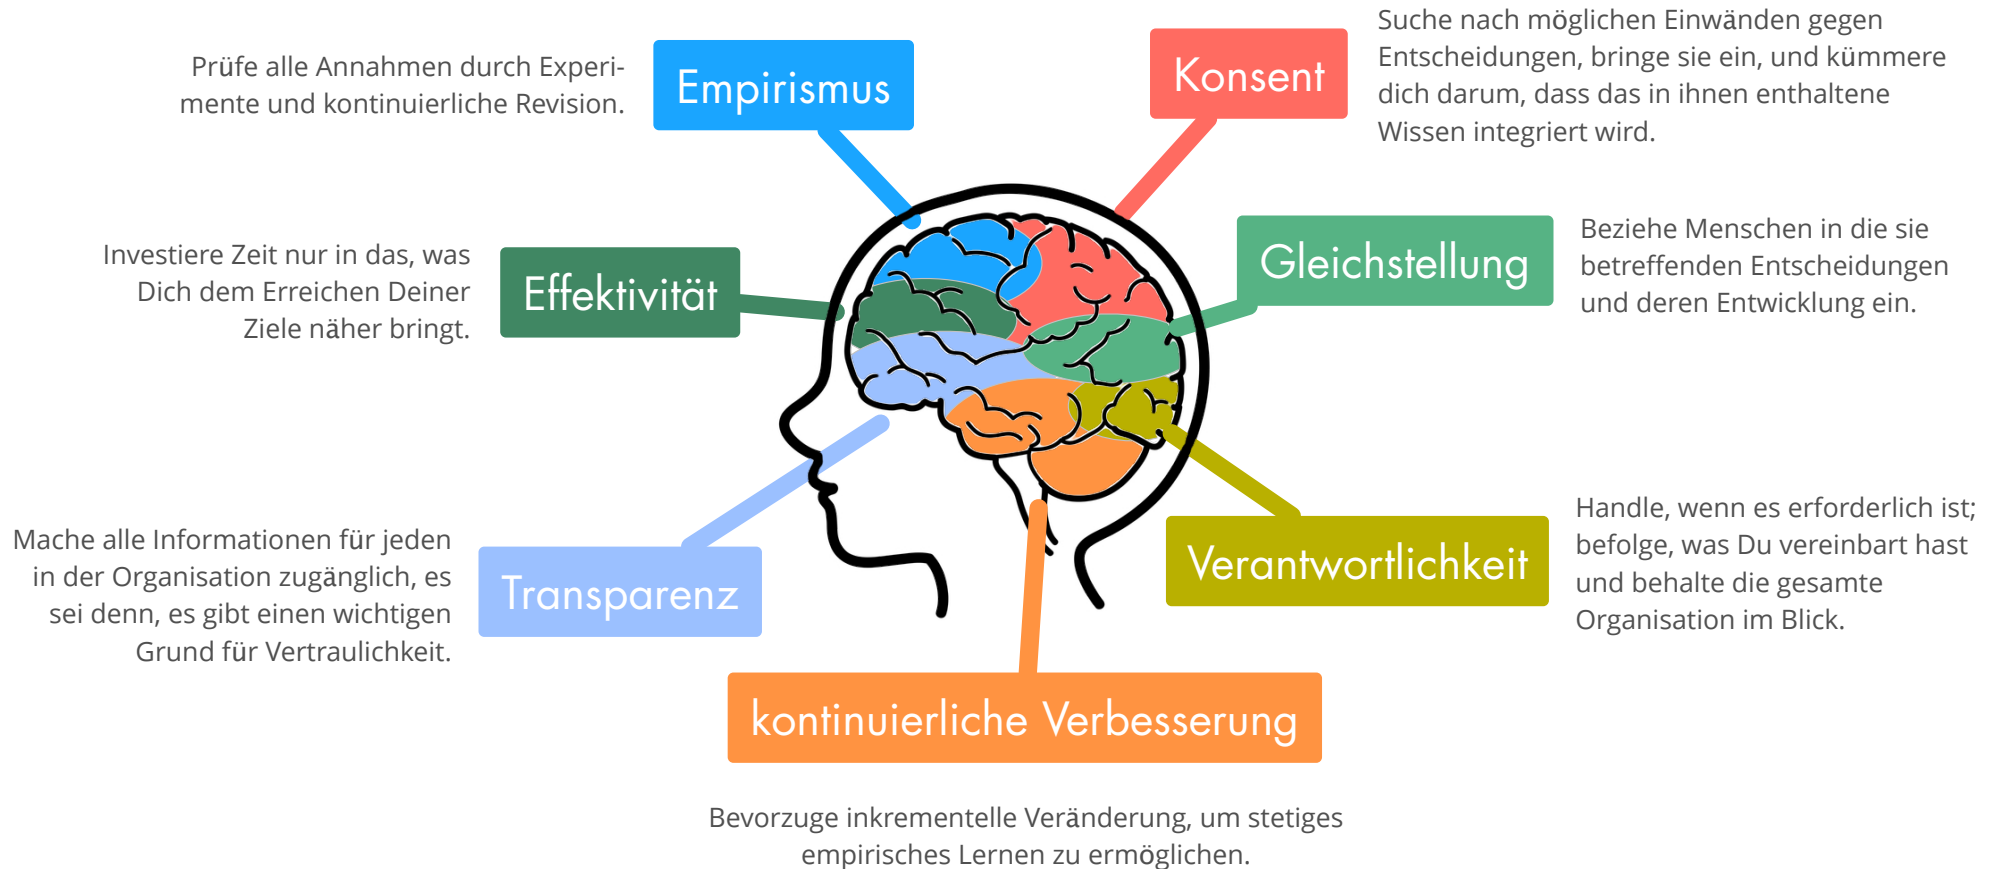 Prüfe alle Annahmen durch Experi-
mente und kontinuierliche Revision.
Empirismus
Konsent
Suche nach möglichen Einwänden gegen
Entscheidungen, bringe sie ein, und kümmere
dich darum, dass das in ihnen enthaltene
Wissen integriert wird.
Investiere Zeit nur in das, was
Dich dem Erreichen Deiner
Ziele näher bringt.
Effektivität
Gleichstellung
Beziehe Menschen in die sie
betreffenden Entscheidungen
und deren Entwicklung ein.
Mache alle Informationen für jeden
in der Organisation zugänglich, es
sei denn, es gibt einen wichtigen
Grund für Vertraulichkeit.
Transparenz
Verantwortlichkeit
Handle, wenn es erforderlich ist;
befolge, was Du vereinbart hast
und behalte die gesamte
Organisation im Blick.
kontinuierliche Verbesserung
Bevorzuge inkrementelle Veränderung, um stetiges
empirisches Lernen zu ermöglichen.